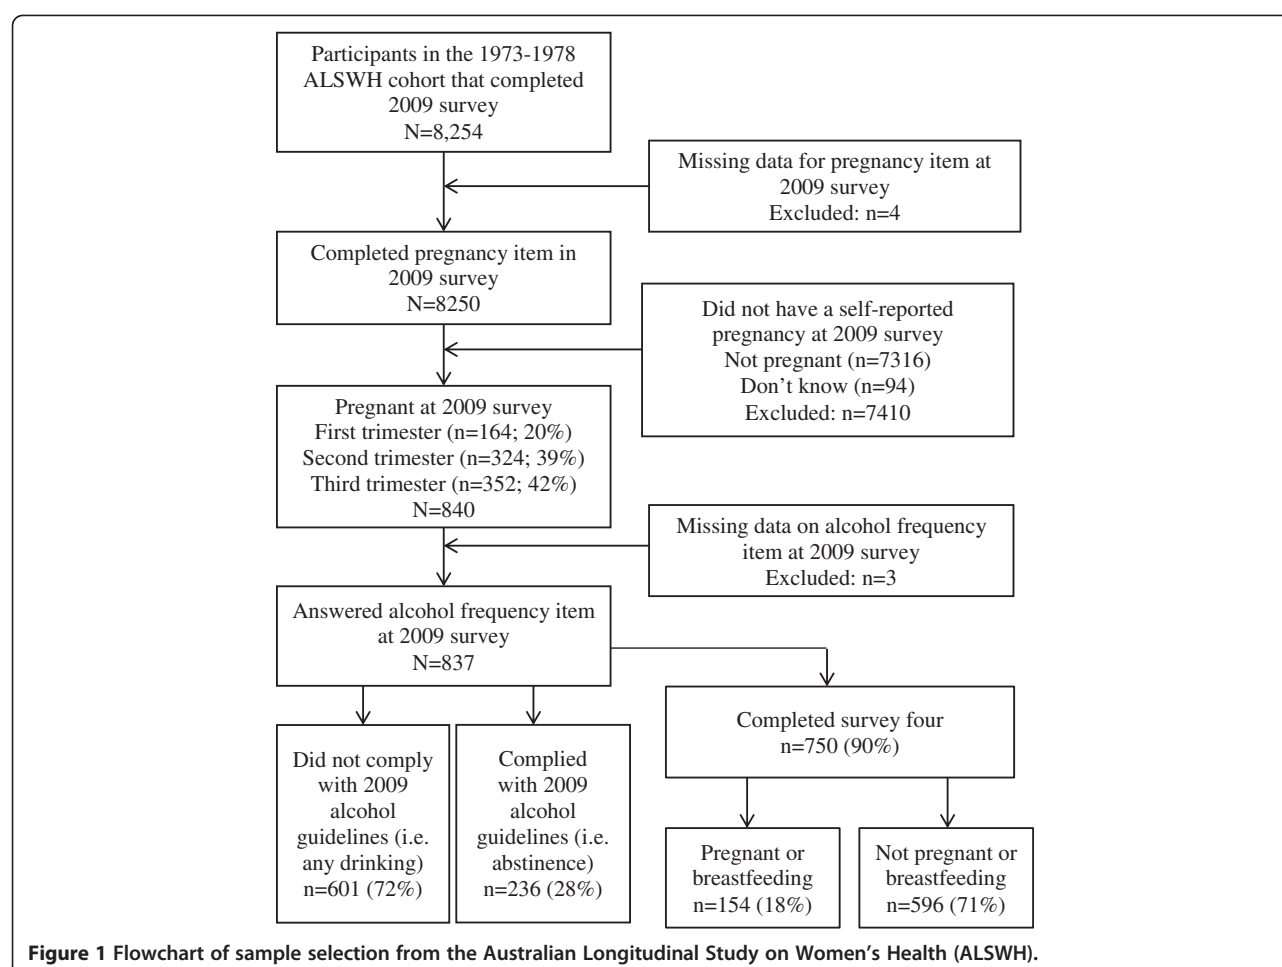 Participants in the 1973-1978
ALSWH cohort that completed
2009 survey
N=8,254
Missing data for pregnancy item at
2009 survey
Excluded: n=4
Completed pregnancy item in
2009 survey
N=8250
Did not have a self-reported
pregnancy at 2009 survey
Not pregnant (n=7316)
Don't know (n=94)
Excluded: n=7410
Pregnant at 2009 survey
First trimester (n=164; 20%)
Second trimester (n=324; 39%)
Third trimester (n=352; 42%)
N=840
Missing data on alcohol frequency
item at 2009 survey
Excluded: n=3
Answered alcohol frequency item
at 2009 survey
N=837
Did not comply
with 2009
alcohol
guidelines (i.e.
any drinking)
n=601 (72%)
Complied
with 2009
alcohol
guidelines (i.e.
abstinence)
n=236 (28%)
Completed survey four
n=750 (90%)
Pregnant or
breastfeeding
n=154 (18%)
Not pregnant or
breastfeeding
n=596 (71%)
Figure 1 Flowchart of sample selection from the Australian Longitudinal Study on Women's Health (ALSWH).